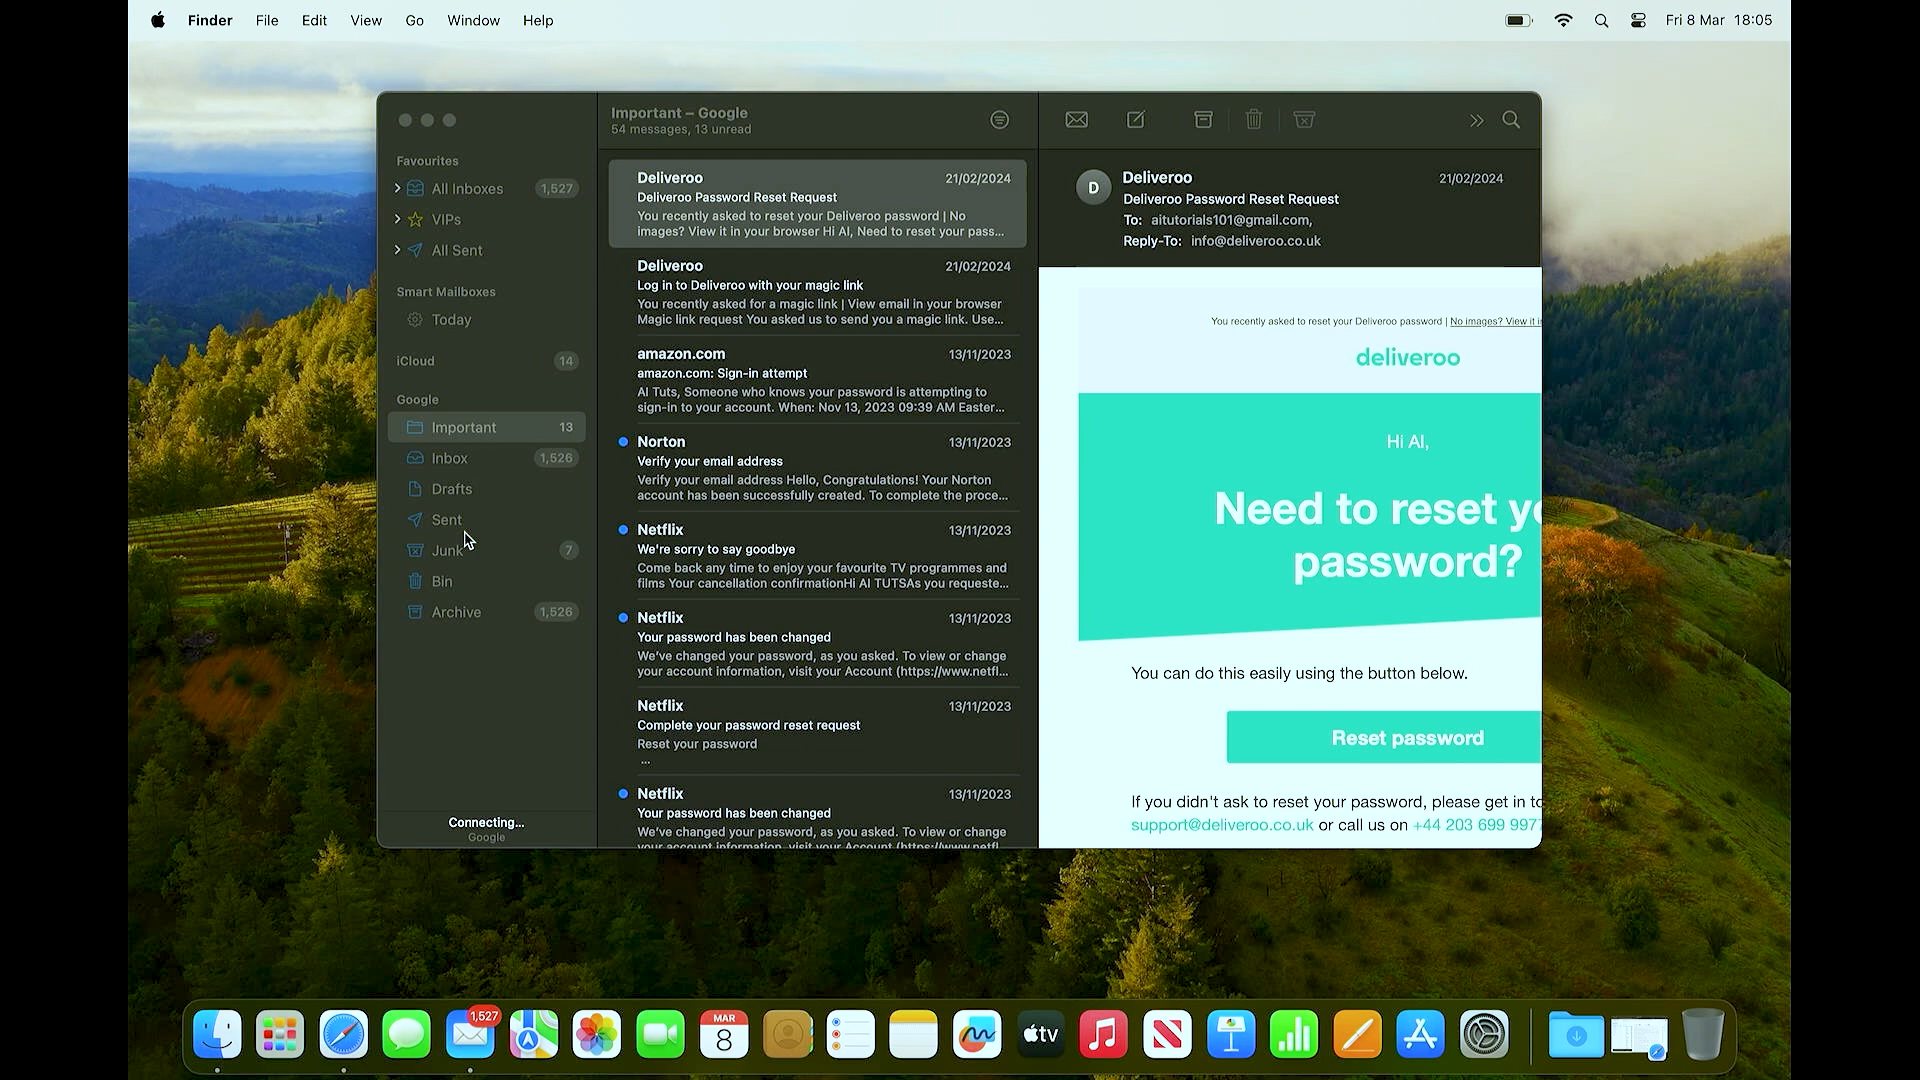 Finder File Edit View Go Window Help
Fri 8 Mar 18:05
Favourites
All Inboxes 1,527
VIPs
All Sent
Smart Mailboxes
Today
iCloud 14
Google
Important 13
Inbox 1,526
Drafts
Sent
Junk 7
Bin
Archive 1,526
Connecting...
Google
Important – Google
54 messages, 13 unread
Deliveroo 21/02/2024
Deliveroo Password Reset Request
You recently asked to reset your Deliveroo password | No
images? View it in your browser Hi AI, Need to reset your pass...
Deliveroo 21/02/2024
Log in to Deliveroo with your magic link
You recently asked for a magic link | View email in your browser
Magic link request You asked us to send you a magic link. Use...
amazon.com 13/11/2023
amazon.com: Sign-in attempt
AI Tuts, Someone who knows your password is attempting to
sign-in to your account. When: Nov 13, 2023 09:39 AM Easter...
Norton 13/11/2023
Verify your email address
Verify your email address Hello, Congratulations! Your Norton
account has been successfully created. To complete the proce...
Netflix 13/11/2023
We're sorry to say goodbye
Come back any time to enjoy your favourite TV programmes and
films Your cancellation confirmationHi AI TUTSAs you requeste...
Netflix 13/11/2023
Your password has been changed
We've changed your password, as you asked. To view or change
your account information, visit your Account (https://www.netfl...
Netflix 13/11/2023
Complete your password reset request
Reset your password
...
Netflix 13/11/2023
Your password has been changed
We've changed your password, as you asked. To view or change
your account information, visit your Account (https://www.netfl...
D
Deliveroo 21/02/2024
Deliveroo Password Reset Request
To: aitutorials101@gmail.com,
Reply-To: info@deliveroo.co.uk
You recently asked to reset your Deliveroo password | No images? View it i
deliveroo
Hi AI,
Need to reset yo
password?
You can do this easily using the button below.
Reset password
If you didn't ask to reset your password, please get in to
support@deliveroo.co.uk or call us on +44 203 699 997
1,527
MAR
8
tv